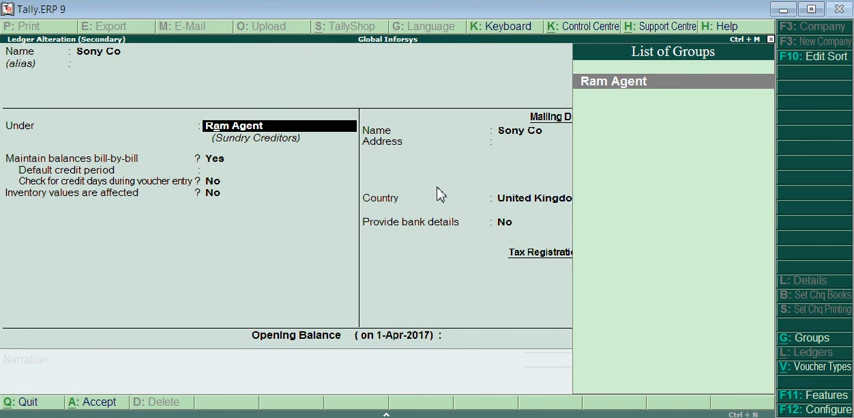 Tally.ERP 9
P: Print E: Export M: E-Mail O: Upload S: TallyShop G: Language K: Keyboard K: Control Centre H: Support Centre H: Help
F3: Company
F3: New Company
F10: Edit Sort
Ledger Alteration (Secondary) Global Inforsys Ctrl + M
Name : Sony Co
(alias) :
List of Groups
Ram Agent
Under : Ram Agent
(Sundry Creditors)
Maintain balances bill-by-bill ? Yes
Default credit period :
Check for credit days during voucher entry ? No
Inventory values are affected ? No
Mailing D
Name : Sony Co
Address :
Country : United Kingdo
Provide bank details : No
Tax Registratio
Opening Balance ( on 1-Apr-2017) :
Narration
L: Details
B: Set Chq Books
S: Set Chq Printing
G: Groups
L: Ledgers
V: Voucher Types
F11: Features
F12: Configure
Q: Quit A: Accept D: Delete
Ctrl + N